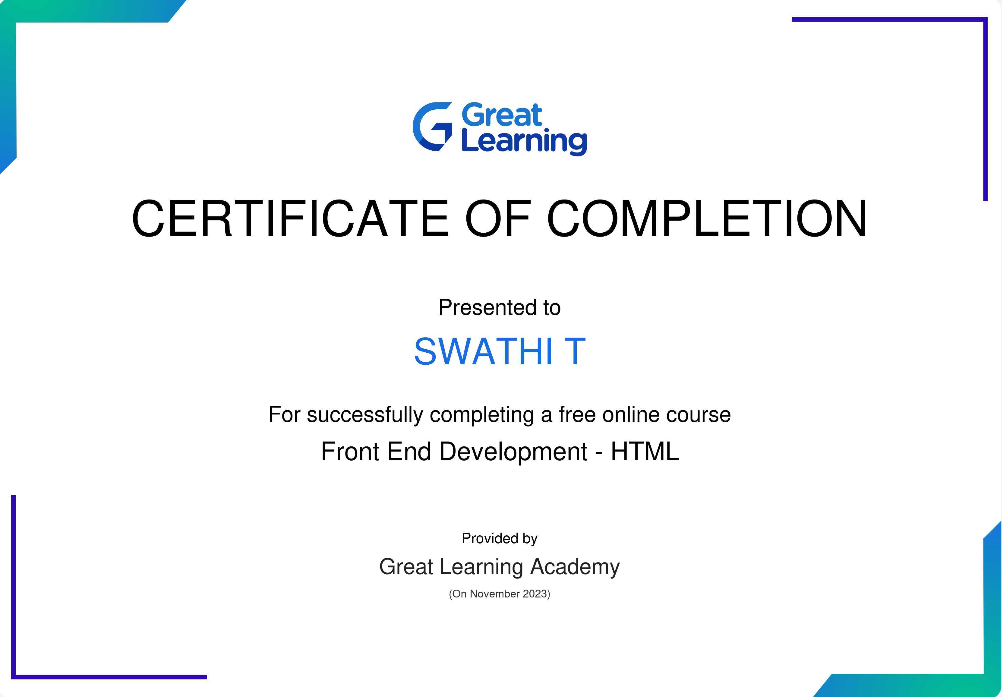 Great
Learning
CERTIFICATE OF COMPLETION
Presented to
SWATHI T
For successfully completing a free online course
Front End Development - HTML
Provided by
Great Learning Academy
(On November 2023)